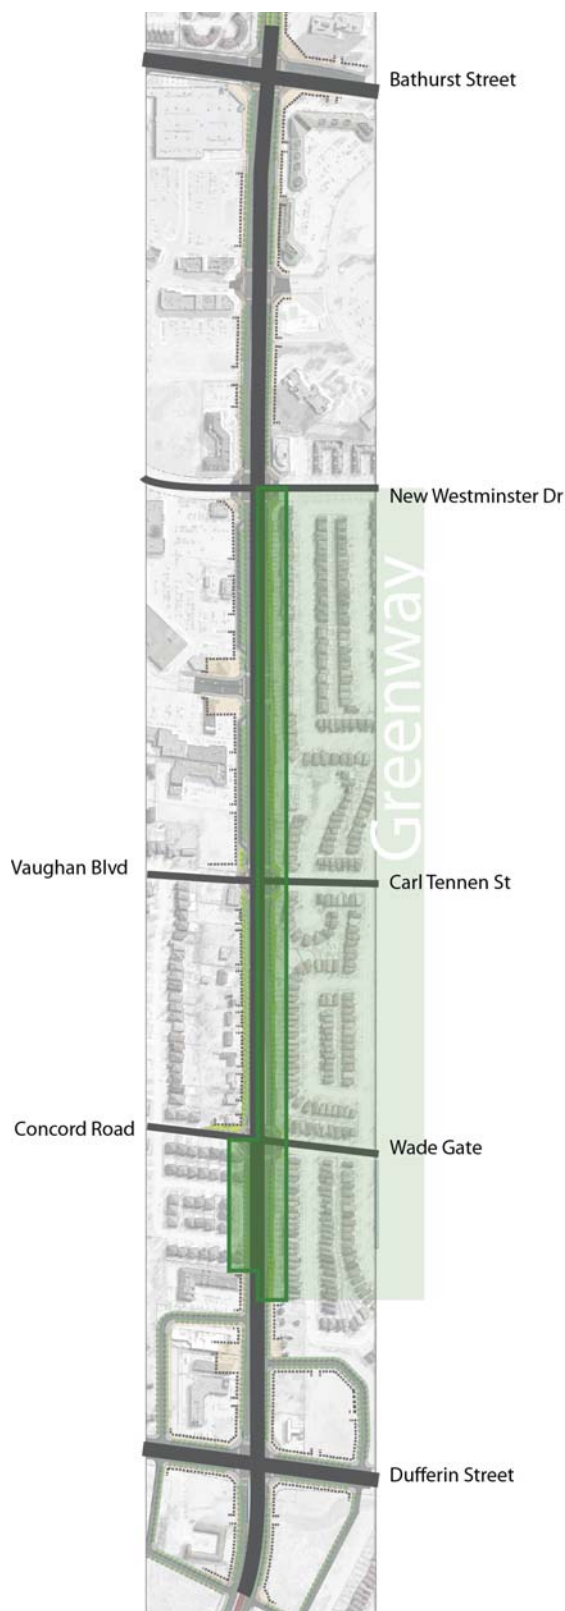 Bathurst Street
New Westminster Dr
Greenway
Vaughan Blvd
Carl Tennen St
Concord Road
Wade Gate
Dufferin Street